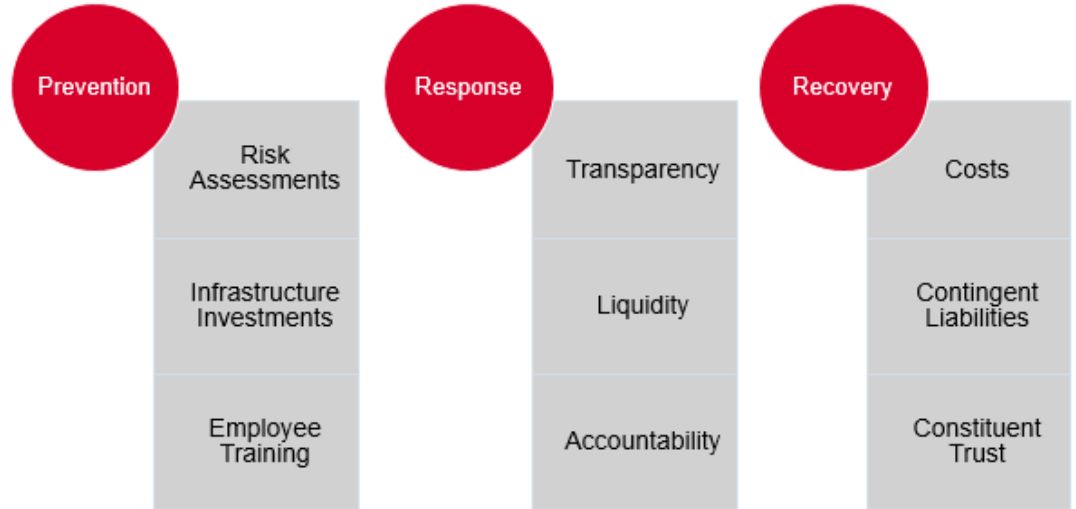 Prevention
Risk
Assessments
Infrastructure
Investments
Employee
Training
Response
Transparency
Liquidity
Accountability
Recovery
Costs
Contingent
Liabilities
Constituent
Trust